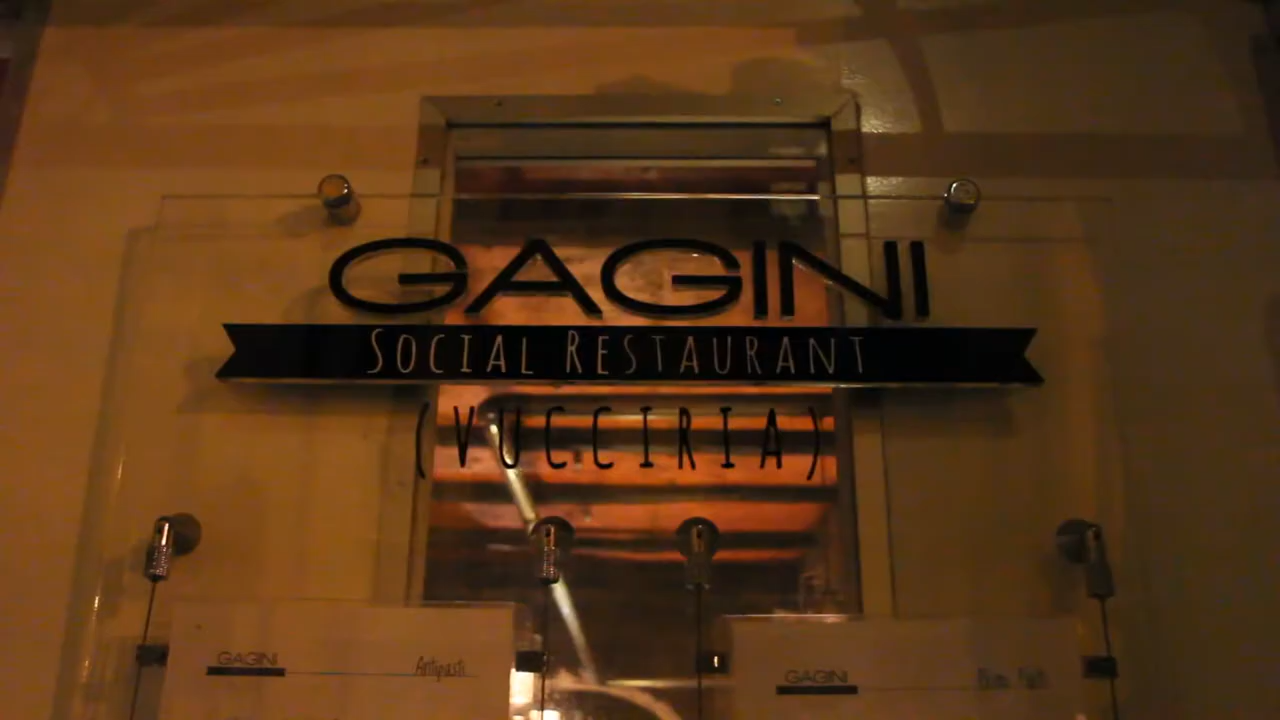 GAGINI
SOCIAL RESTAURANT
(VUCCIRIA)
GAGINI Antipasti
GAGINI